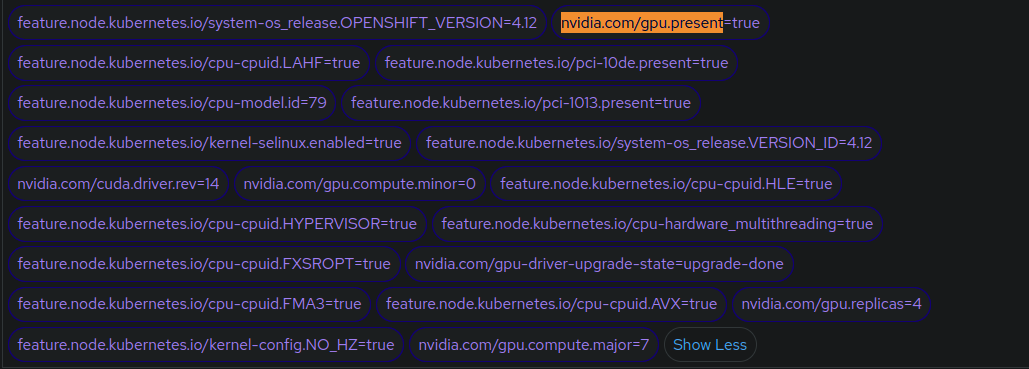 feature.node.kubernetes.io/system-os_release.OPENSHIFT_VERSION=4.12 nvidia.com/gpu.present=true
feature.node.kubernetes.io/cpu-cpuid.LAHF=true feature.node.kubernetes.io/pci-10de.present=true
feature.node.kubernetes.io/cpu-model.id=79 feature.node.kubernetes.io/pci-1013.present=true
feature.node.kubernetes.io/kernel-selinux.enabled=true feature.node.kubernetes.io/system-os_release.VERSION_ID=4.12
nvidia.com/cuda.driver.rev=14 nvidia.com/gpu.compute.minor=0 feature.node.kubernetes.io/cpu-cpuid.HLE=true
feature.node.kubernetes.io/cpu-cpuid.HYPERVISOR=true feature.node.kubernetes.io/cpu-hardware_multithreading=true
feature.node.kubernetes.io/cpu-cpuid.FXSROPT=true nvidia.com/gpu-driver-upgrade-state=upgrade-done
feature.node.kubernetes.io/cpu-cpuid.FMA3=true feature.node.kubernetes.io/cpu-cpuid.AVX=true nvidia.com/gpu.replicas=4
feature.node.kubernetes.io/kernel-config.NO_HZ=true nvidia.com/gpu.compute.major=7 Show Less